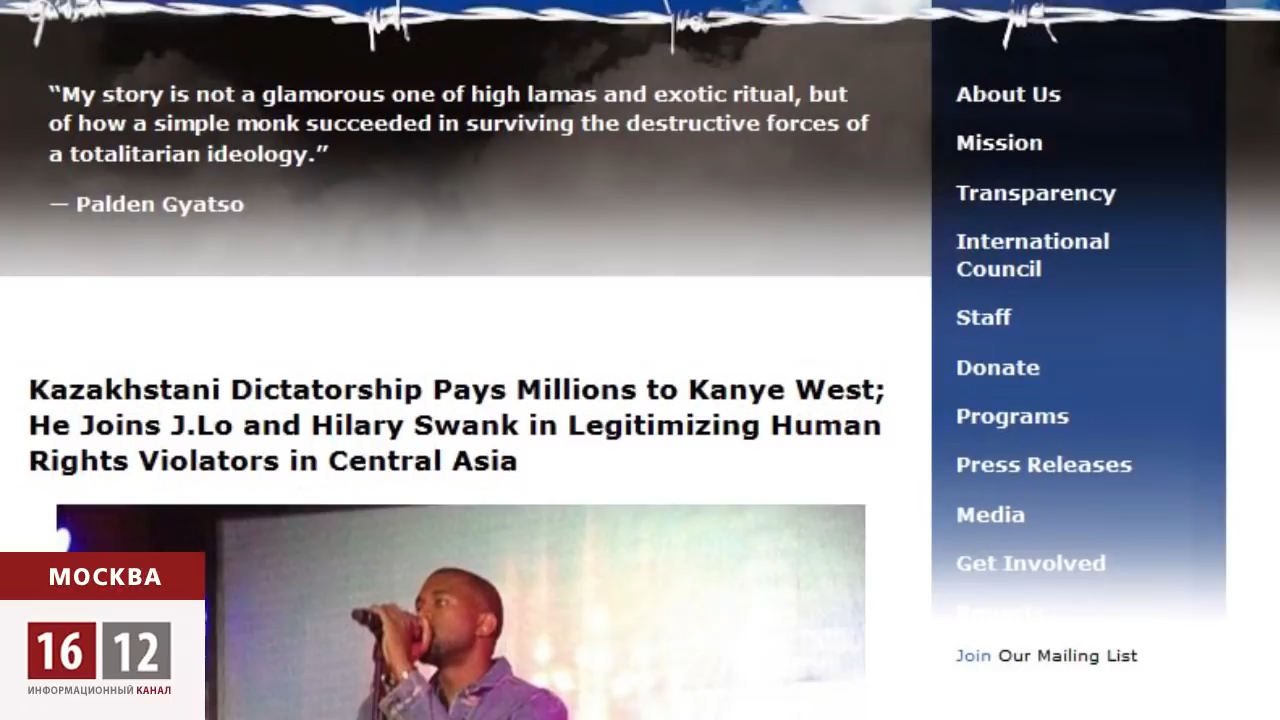 “My story is not a glamorous one of high lamas and exotic ritual, but
of how a simple monk succeeded in surviving the destructive forces of
a totalitarian ideology.”
— Palden Gyatso
About Us
Mission
Transparency
International
Council
Staff
Donate
Programs
Press Releases
Media
Get Involved
Join Our Mailing List
Kazakhstani Dictatorship Pays Millions to Kanye West;
He Joins J.Lo and Hilary Swank in Legitimizing Human
Rights Violators in Central Asia
МОСКВА
16 12
ИНФОРМАЦИОННЫЙ КАНАЛ